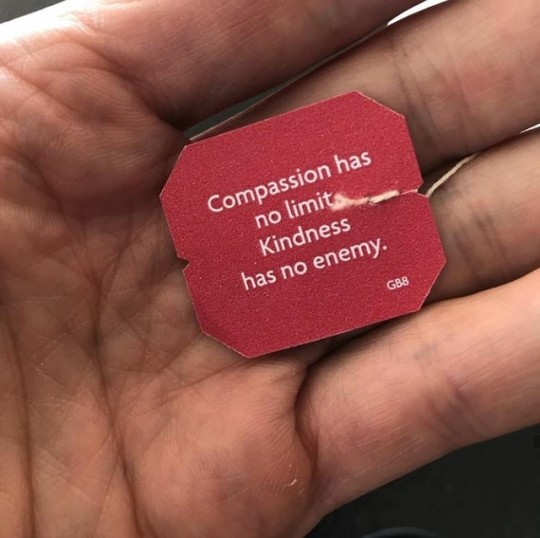 Compassion has
no limit
Kindness
has no enemy.
GB8